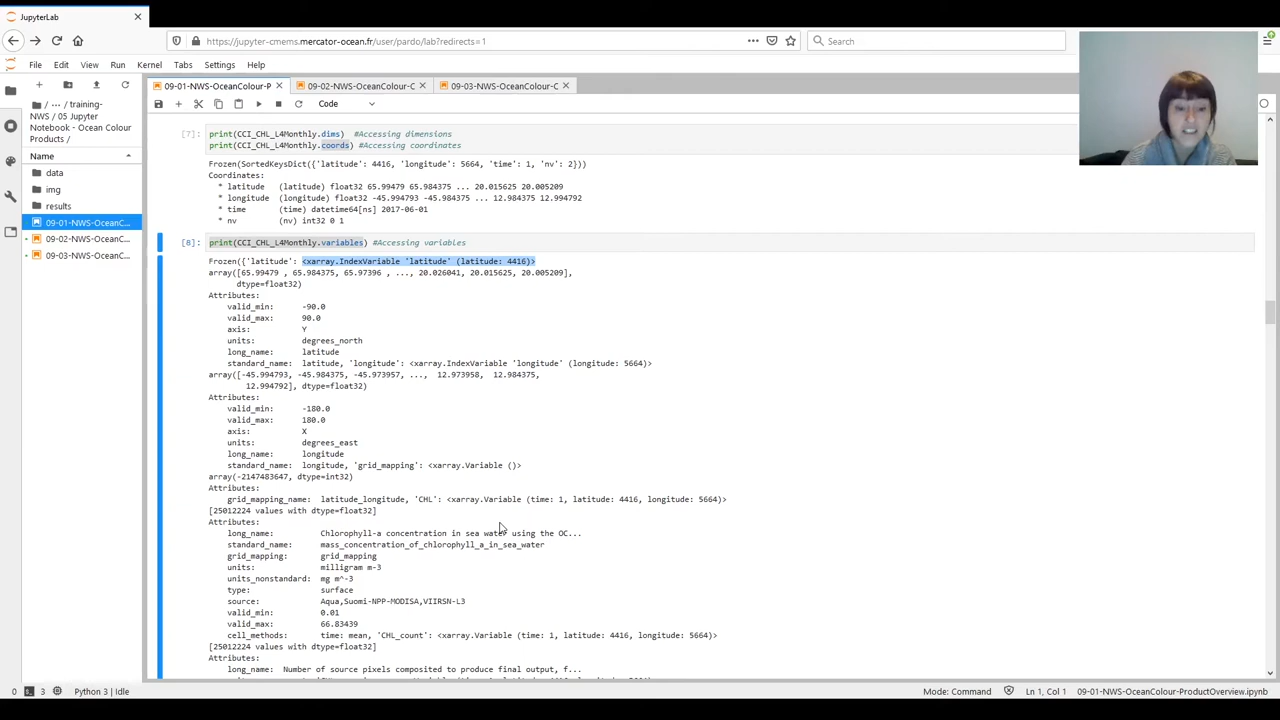 JupyterLab
https://jupyter-cmems.mercator-ocean.fr/user/pardo/lab?redirects=1
Search
File Edit View Run Kernel Tabs Settings Help
09-01-NWS-OceanColour-P
09-02-NWS-OceanColour-C
09-03-NWS-OceanColour-C
Code
/ ··· / training-
NWS / 05 Jupyter
Notebook - Ocean Colour
Products /
Name
data
img
results
09-01-NWS-OceanC...
09-02-NWS-OceanC...
09-03-NWS-OceanC...
[7]: print(CCI_CHL_L4Monthly.dims) #Accessing dimensions
print(CCI_CHL_L4Monthly.coords) #Accessing coordinates
Frozen(SortedKeysDict({'latitude': 4416, 'longitude': 5664, 'time': 1, 'nv': 2}))
Coordinates:
* latitude (latitude) float32 65.99479 65.984375 ... 20.015625 20.005209
* longitude (longitude) float32 -45.994793 -45.984375 ... 12.984375 12.994792
* time (time) datetime64[ns] 2017-06-01
* nv (nv) int32 0 1
[8]: print(CCI_CHL_L4Monthly.variables) #Accessing variables
Frozen({'latitude': <xarray.IndexVariable 'latitude' (latitude: 4416)>
array([65.99479 , 65.984375, 65.97396 , ..., 20.026041, 20.015625, 20.005209],
dtype=float32)
Attributes:
valid_min: -90.0
valid_max: 90.0
axis: Y
units: degrees_north
long_name: latitude
standard_name: latitude, 'longitude': <xarray.IndexVariable 'longitude' (longitude: 5664)>
array([-45.994793, -45.984375, -45.973957, ..., 12.973958, 12.984375,
12.994792], dtype=float32)
Attributes:
valid_min: -180.0
valid_max: 180.0
axis: X
units: degrees_east
long_name: longitude
standard_name: longitude, 'grid_mapping': <xarray.Variable ()>
array(-2147483647, dtype=int32)
Attributes:
grid_mapping_name: latitude_longitude, 'CHL': <xarray.Variable (time: 1, latitude: 4416, longitude: 5664)>
[25012224 values with dtype=float32]
Attributes:
long_name: Chlorophyll-a concentration in sea water using the OC...
standard_name: mass_concentration_of_chlorophyll_a_in_sea_water
grid_mapping: grid_mapping
units: milligram m-3
units_nonstandard: mg m^-3
type: surface
source: Aqua,Suomi-NPP-MODISA,VIIRSN-L3
valid_min: 0.01
valid_max: 66.83439
cell_methods: time: mean, 'CHL_count': <xarray.Variable (time: 1, latitude: 4416, longitude: 5664)>
[25012224 values with dtype=float32]
Attributes:
long_name: Number of source pixels composited to produce final output, f...
0 3 Python 3 | Idle
Mode: Command Ln 1, Col 1 09-01-NWS-OceanColour-ProductOverview.ipynb